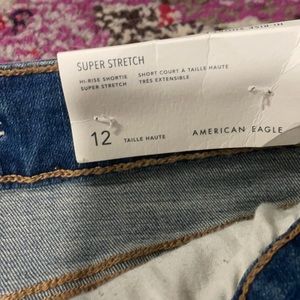 SUPER STRETCH
HI-RISE SHORTIE
SUPER STRETCH
SHORT COURT À TAILLE HAUTE
TRÈS EXTENSIBLE
12
TAILLE HAUTE
AMERICAN EAGLE